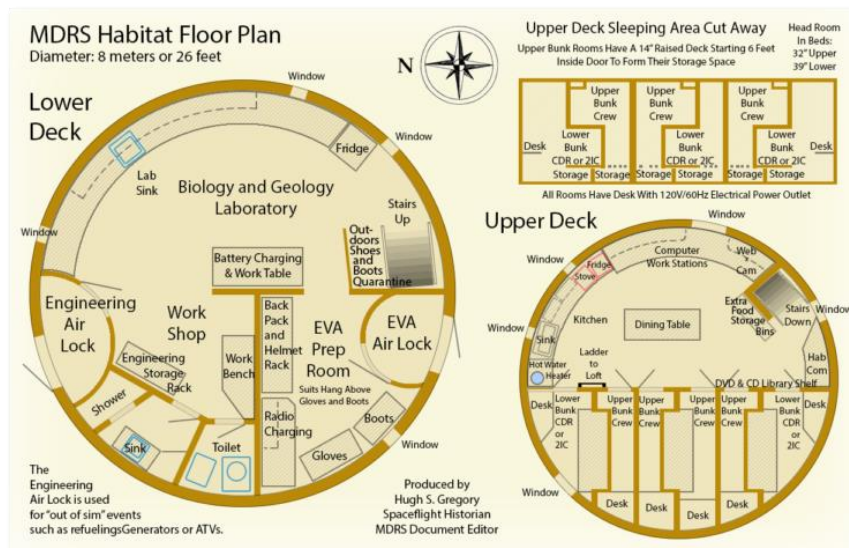 MDRS Habitat Floor Plan
Diameter: 8 meters or 26 feet
Lower
Deck
N
Window
Window
Window
Window
Fridge
Lab
Sink
Biology and Geology
Laboratory
Stairs
Up
Out-
doors
Shoes
and
Boots
Quarantine
Battery Charging
& Work Table
Engineering
Air
Lock
Work
Shop
Back
Pack
and
Helmet
Rack
EVA
Prep
Room
Suits Hang Above
Gloves and Boots
EVA
Air Lock
Engineering
Storage
Rack
Work
Bench
Shower
Radio
Charging
Boots
Sink
Toilet
Gloves
The
Engineering
Air Lock is used
for "out of sim" events
such as refuelingsGenerators or ATVs.
Produced by
Hugh S. Gregory
Spaceflight Historian
MDRS Document Editor
Upper Deck Sleeping Area Cut Away
Upper Bunk Rooms Have A 14" Raised Deck Starting 6 Feet
Inside Door To Form Their Storage Space
Head Room
In Beds:
32" Upper
39" Lower
Upper
Bunk
Crew
Upper
Bunk
Crew
Upper
Bunk
Crew
Desk
Lower
Bunk
CDR or 2IC
Lower
Bunk
CDR or 2IC
Lower
Bunk
CDR or 2IC
Desk
Storage
Storage
Storage
Storage
Storage
Storage
All Rooms Have Desk With 120V/60Hz Electrical Power Outlet
Upper Deck
Window
Window
Window
Window
Window
Computer
Work Stations
Web
Cam
Fridge
Stove
Extra
Food
Storage
Bins
Stairs
Down
Kitchen
Dining Table
Sink
Hot Water
Heater
Ladder
to
Loft
Hab
Com
DVD & CD Library Shelf
Desk
Lower
Bunk
CDR
or
2IC
Upper
Bunk
Crew
Upper
Bunk
Crew
Upper
Bunk
Crew
Upper
Bunk
Crew
Lower
Bunk
CDR
or
2IC
Desk
Desk
Desk
Desk
Desk